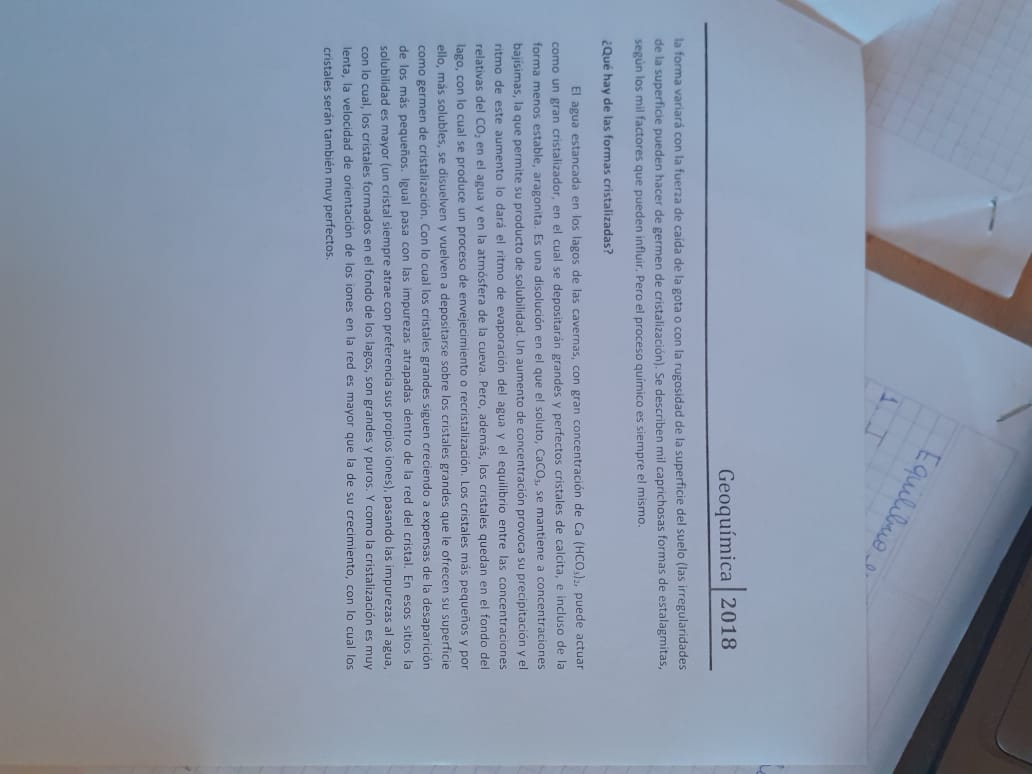 Equilibrio
1. I
Geoquímica 2018
la forma variará con la fuerza de caída de la gota o con la rugosidad de la superficie del suelo (las irregularidades
de la superficie pueden hacer de germen de cristalización). Se describen mil caprichosas formas de estalagmitas,
según los mil factores que pueden influir. Pero el proceso químico es siempre el mismo.
¿Qué hay de las formas cristalizadas?
El agua estancada en los lagos de las cavernas, con gran concentración de Ca (HCO₃)₂, puede actuar
como un gran cristalizador, en el cual se depositarán grandes y perfectos cristales de calcita, e incluso de la
forma menos estable, aragonita. Es una disolución en el que el soluto, CaCO₃, se mantiene a concentraciones
bajísimas, la que permite su producto de solubilidad. Un aumento de concentración provoca su precipitación y el
ritmo de este aumento lo dará el ritmo de evaporación del agua y el equilibrio entre las concentraciones
relativas del CO₂ en el agua y en la atmósfera de la cueva. Pero, además, los cristales quedan en el fondo del
lago, con lo cual se produce un proceso de envejecimiento o recristalización. Los cristales más pequeños y por
ello, más solubles, se disuelven y vuelven a depositarse sobre los cristales grandes que le ofrecen su superficie
como germen de cristalización. Con lo cual los cristales grandes siguen creciendo a expensas de la desaparición
de los más pequeños. Igual pasa con las impurezas atrapadas dentro de la red del cristal. En esos sitios la
solubilidad es mayor (un cristal siempre atrae con preferencia sus propios iones), pasando las impurezas al agua,
con lo cual, los cristales formados en el fondo de los lagos, son grandes y puros. Y como la cristalización es muy
lenta, la velocidad de orientación de los iones en la red es mayor que la de su crecimiento, con lo cual los
cristales serán también muy perfectos.